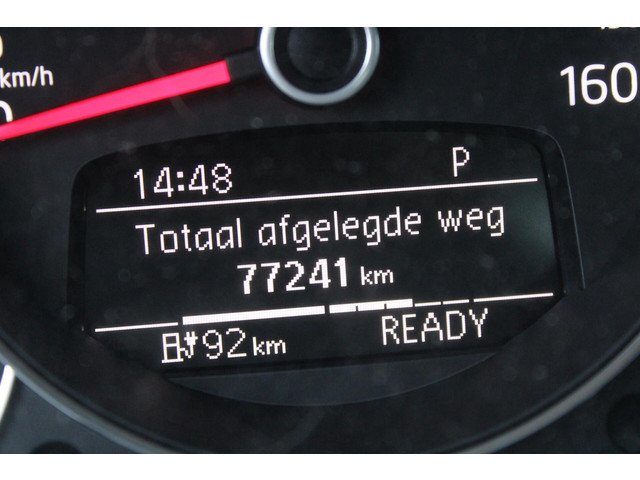 km/h
160
14:48 P
Totaal afgelegde weg
77241 km
92 km READY